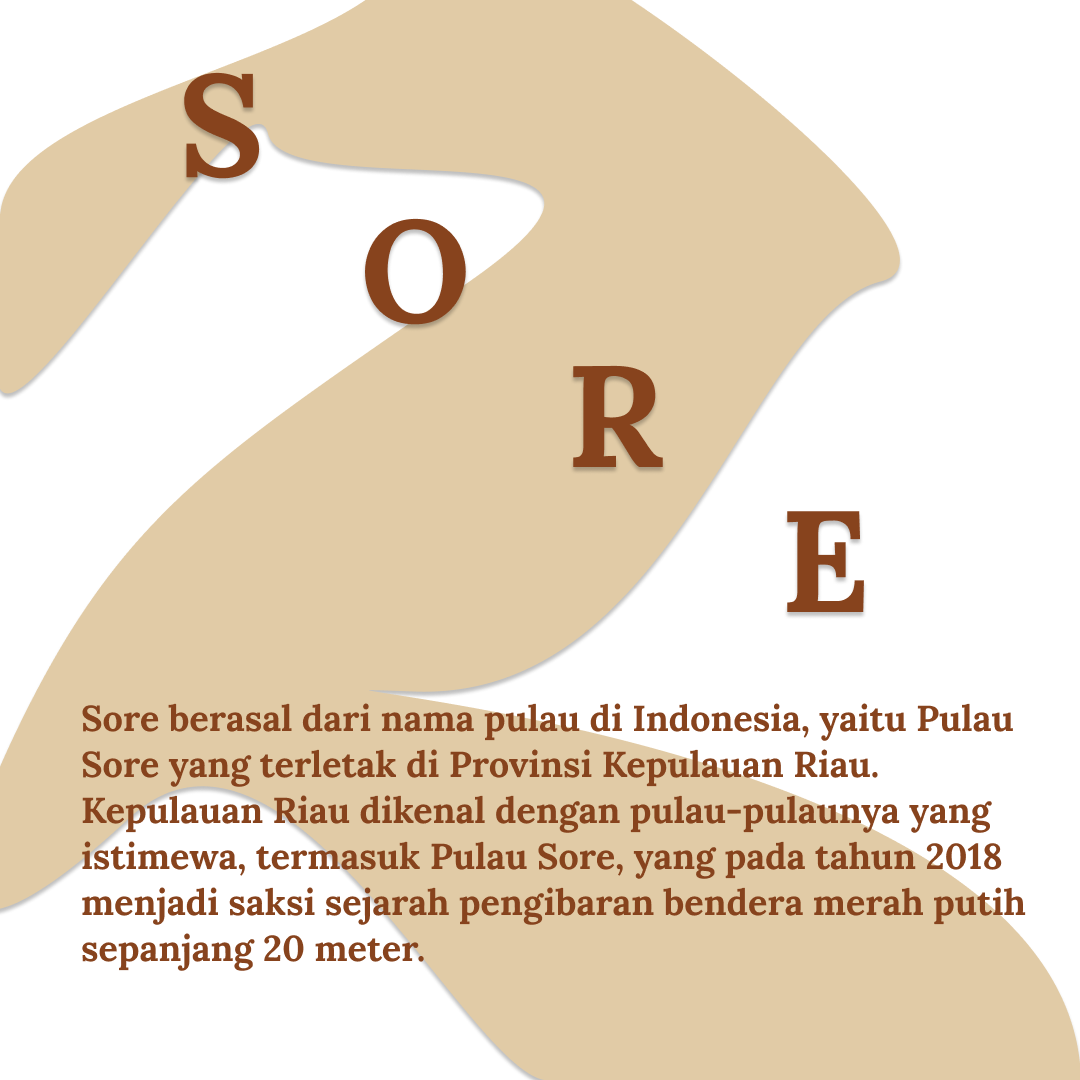 S
O
R
E
Sore berasal dari nama pulau di Indonesia, yaitu Pulau
Sore yang terletak di Provinsi Kepulauan Riau.
Kepulauan Riau dikenal dengan pulau-pulaunya yang
istimewa, termasuk Pulau Sore, yang pada tahun 2018
menjadi saksi sejarah pengibaran bendera merah putih
sepanjang 20 meter.